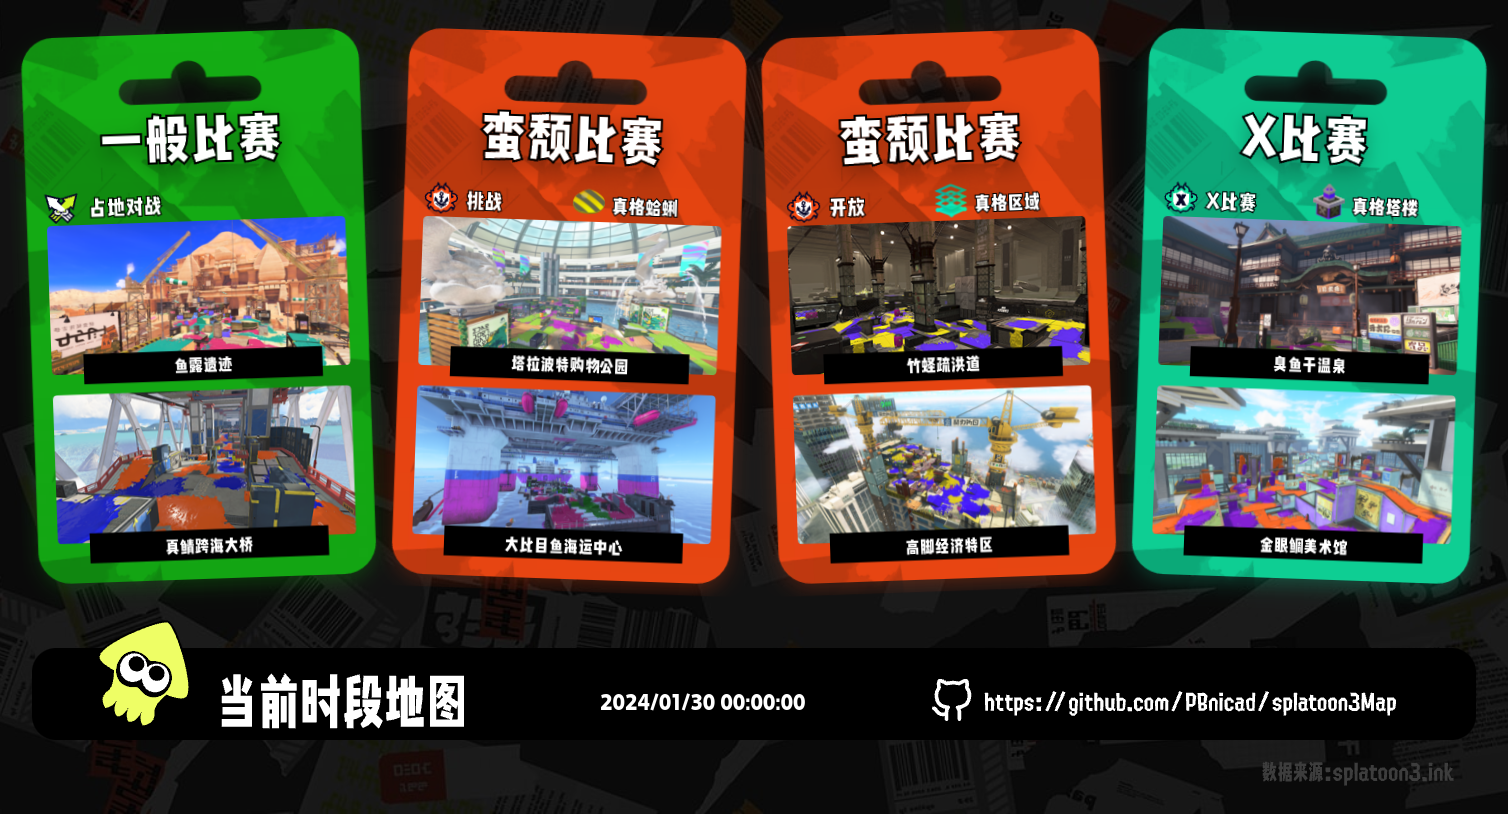 一般比赛
占地对战
鱼露遗迹
真鲭跨海大桥
蛮颓比赛
挑战
真格蛤蜊
塔拉波特购物公园
大比目鱼海运中心
蛮颓比赛
开放
真格区域
竹蛏疏洪道
高脚经济特区
X比赛
X比赛
真格塔楼
臭鱼干温泉
金眼鲷美术馆
当前时段地图
2024/01/30 00:00:00
https://github.com/PBnicad/splatoon3Map
数据来源:splatoon3.ink